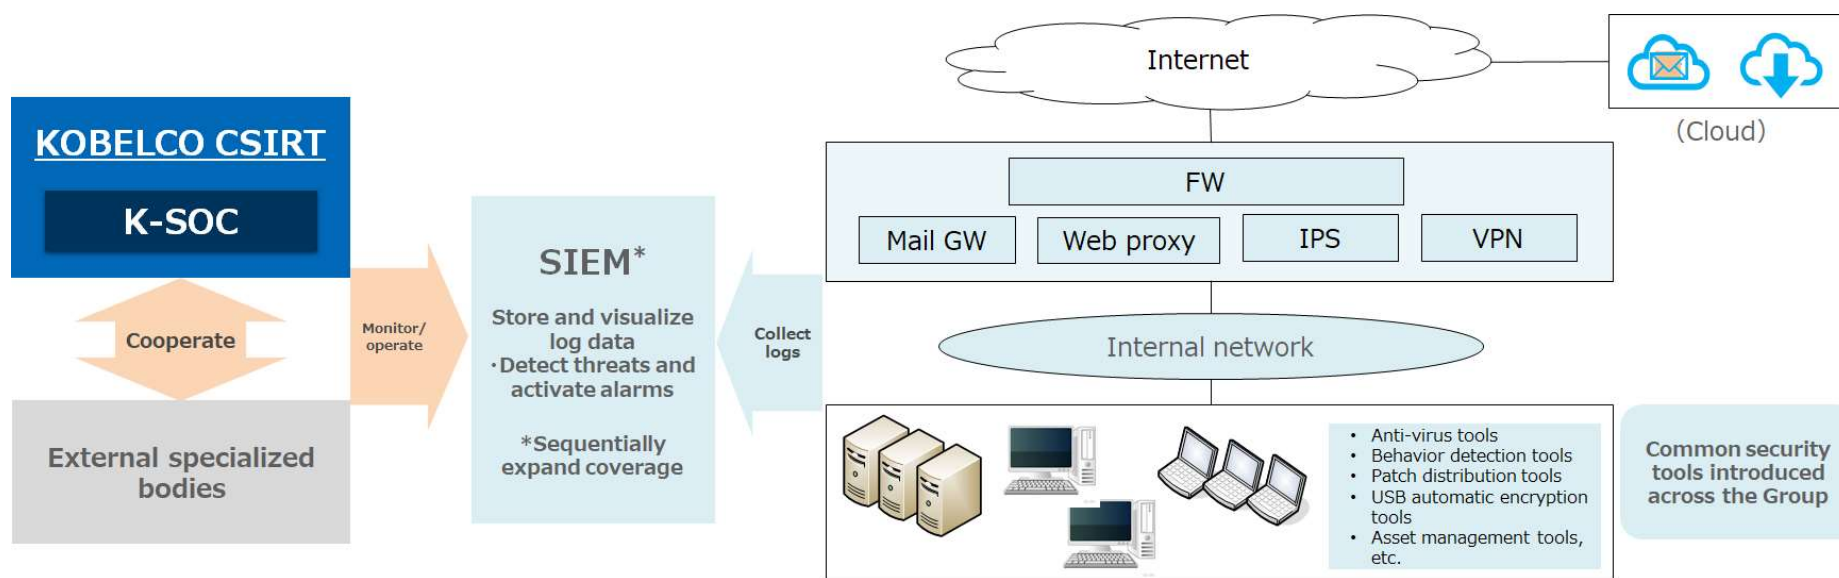 KOBELCO CSIRT
K-SOC
Cooperate
External specialized
bodies
Monitor/
operate
SIEM*
Store and visualize
log data
・Detect threats and
activate alarms
*Sequentially
expand coverage
Collect
logs
Internet
(Cloud)
FW
Mail GW
Web proxy
IPS
VPN
Internal network
• Anti-virus tools
• Behavior detection tools
• Patch distribution tools
• USB automatic encryption
tools
• Asset management tools,
etc.
Common security
tools introduced
across the Group